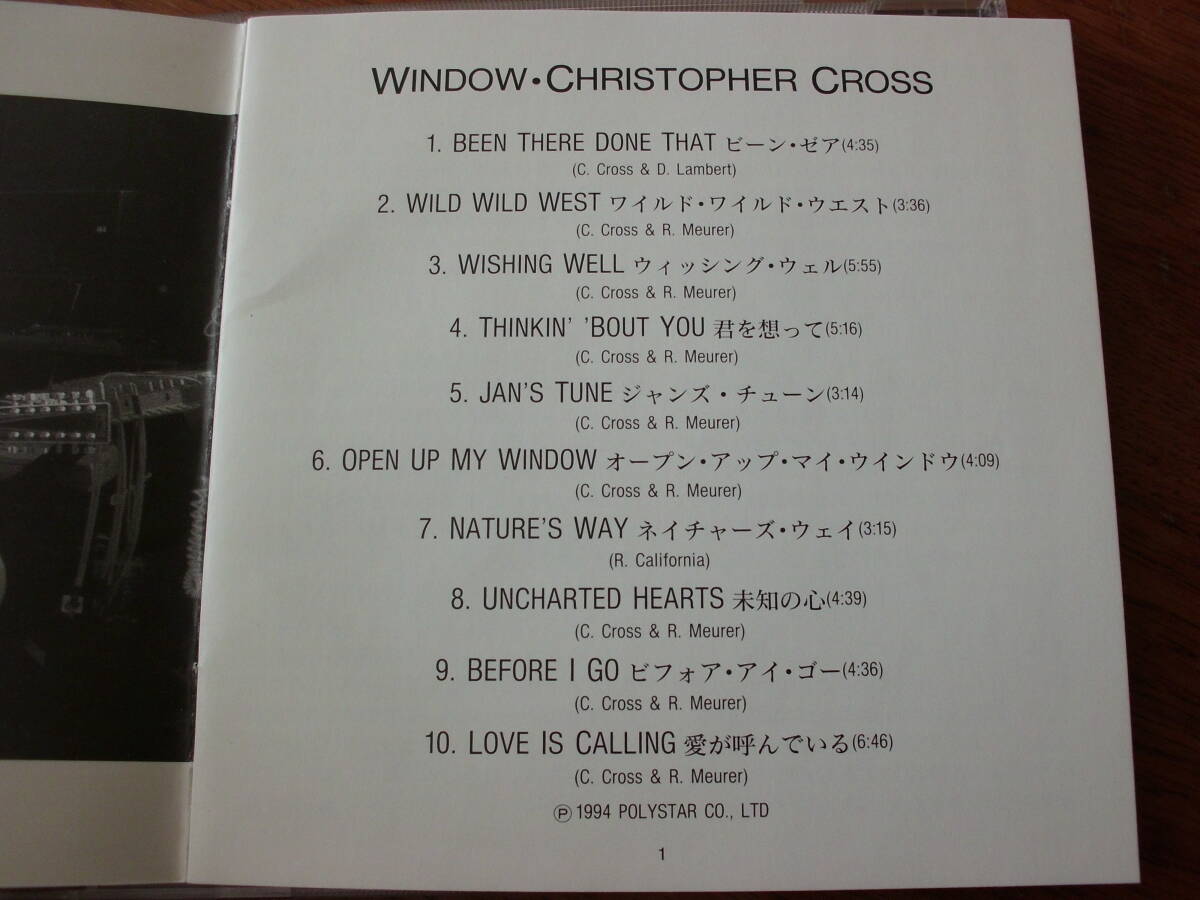 WINDOW・CHRISTOPHER CROSS
1. BEEN THERE DONE THAT ビーン・ゼア(4:35)
(C. Cross & D. Lambert)
2. WILD WILD WEST ワイルド・ワイルド・ウエスト(3:36)
(C. Cross & R. Meurer)
3. WISHING WELL ウィッシング・ウェル(5:55)
(C. Cross & R. Meurer)
4. THINKIN' 'BOUT YOU 君を想って(5:16)
(C. Cross & R. Meurer)
5. JAN'S TUNE ジャンズ・チューン(3:14)
(C. Cross & R. Meurer)
6. OPEN UP MY WINDOW オープン・アップ・マイ・ウインドウ(4:09)
(C. Cross & R. Meurer)
7. NATURE'S WAY ネイチャーズ・ウェイ(3:15)
(R. California)
8. UNCHARTED HEARTS 未知の心(4:39)
(C. Cross & R. Meurer)
9. BEFORE I GO ビフォア・アイ・ゴー(4:36)
(C. Cross & R. Meurer)
10. LOVE IS CALLING 愛が呼んでいる(6:46)
(C. Cross & R. Meurer)
℗ 1994 POLYSTAR CO., LTD
1